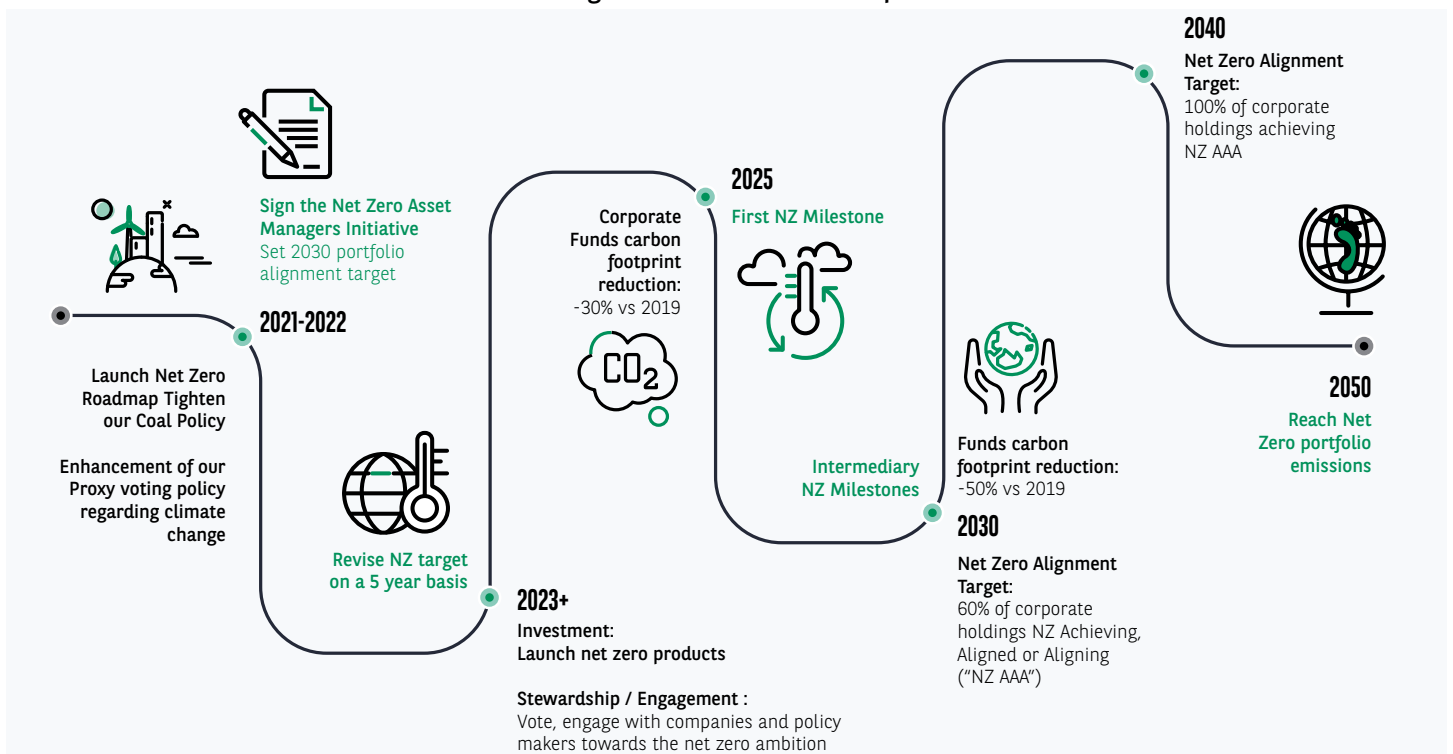 Sign the Net Zero Asset
Managers Initiative
Set 2030 portfolio
alignment target
2021-2022
Launch Net Zero
Roadmap Tighten
our Coal Policy
Enhancement of our
Proxy voting policy
regarding climate
change
Revise NZ target
on a 5 year basis
2023+
Investment:
Launch net zero products
Stewardship / Engagement :
Vote, engage with companies and policy
makers towards the net zero ambition
Corporate
Funds carbon
footprint
reduction:
-30% vs 2019
CO2
2025
First NZ Milestone
Intermediary
NZ Milestones
Funds carbon
footprint reduction:
-50% vs 2019
2030
Net Zero Alignment
Target:
60% of corporate
holdings NZ Achieving,
Aligned or Aligning
(“NZ AAA”)
2040
Net Zero Alignment
Target:
100% of corporate
holdings achieving
NZ AAA
2050
Reach Net
Zero portfolio
emissions